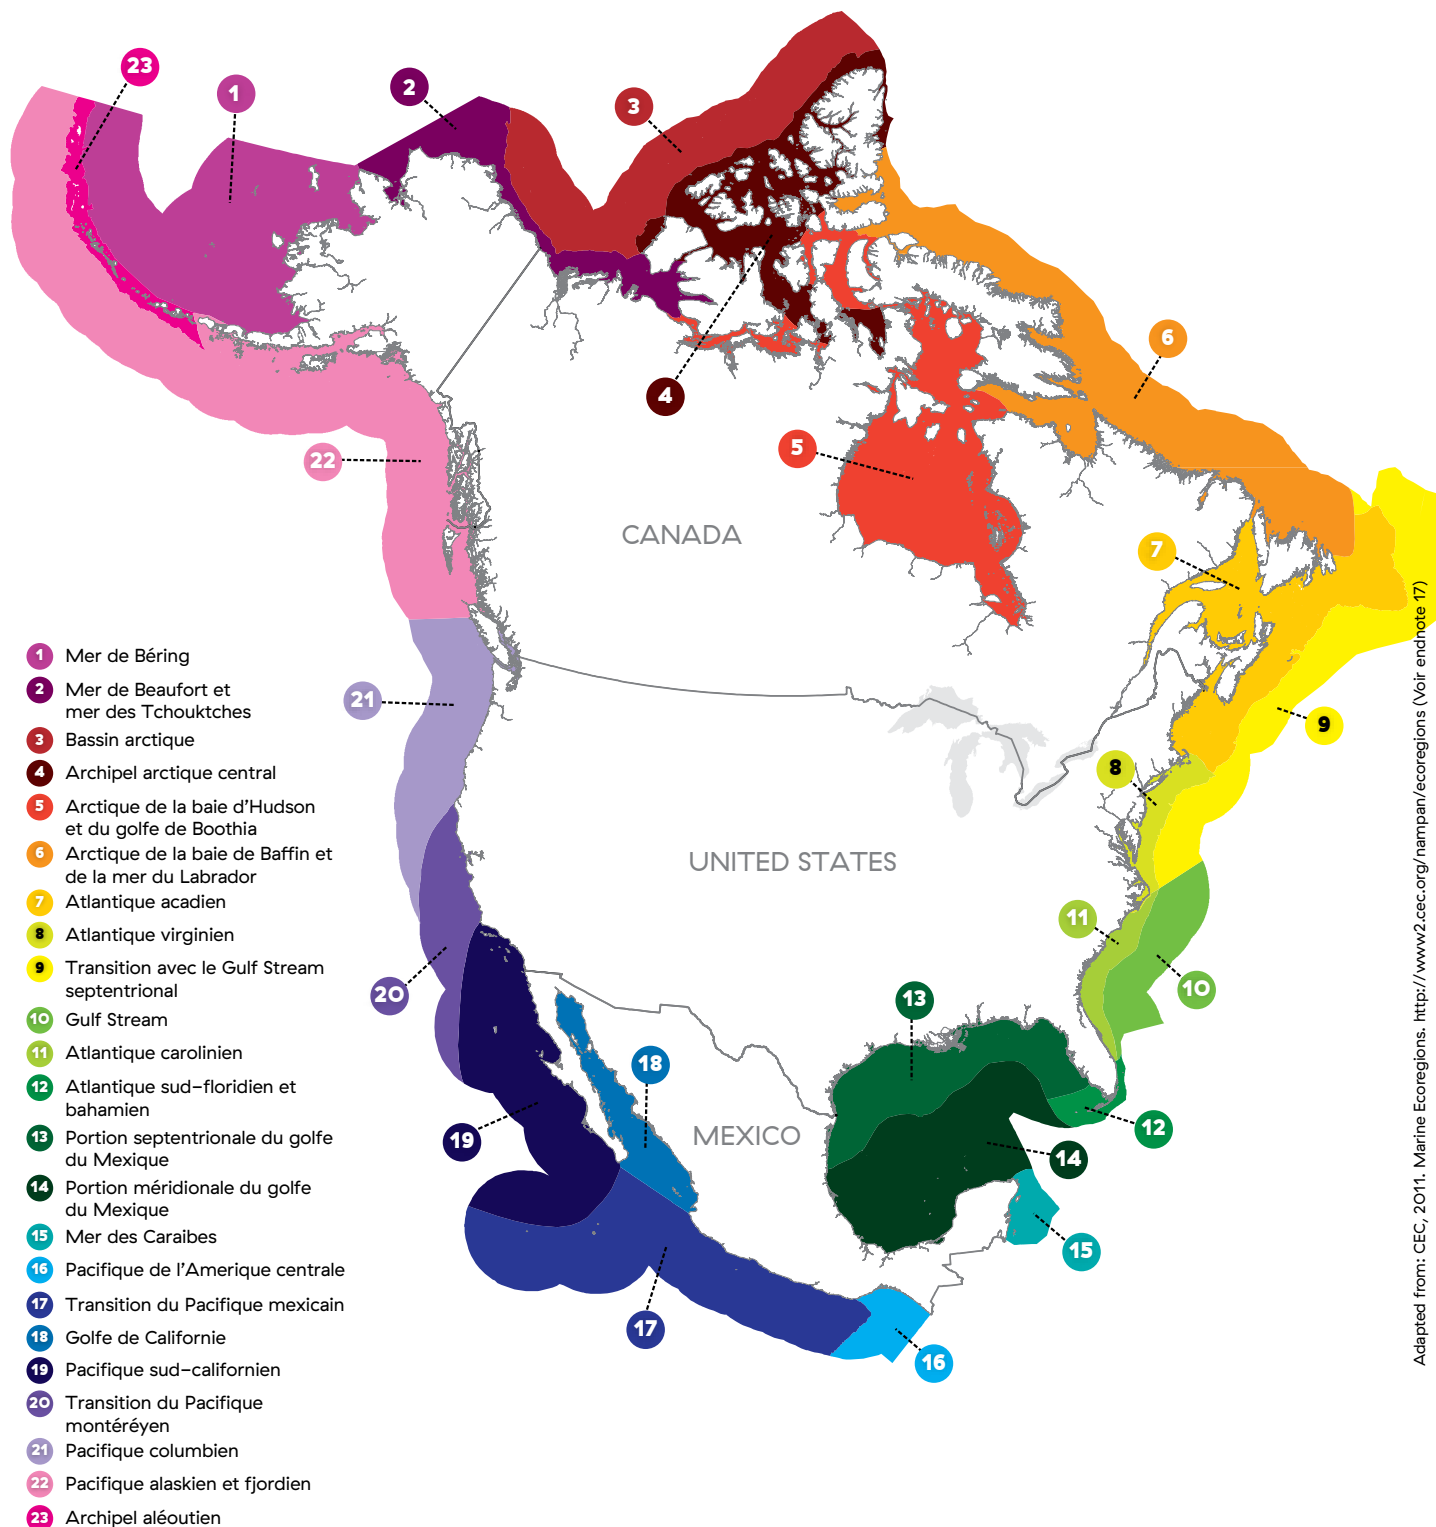 23
1
2
3
4
5
6
22
CANADA
7
21
9
8
UNITED STATES
11
20
10
13
18
19
MEXICO
12
14
15
17
16
1 Mer de Béring
2 Mer de Beaufort et
mer des Tchouktches
3 Bassin arctique
4 Archipel arctique central
5 Arctique de la baie d'Hudson
et du golfe de Boothia
6 Arctique de la baie de Baffin et
de la mer du Labrador
7 Atlantique acadien
8 Atlantique virginien
9 Transition avec le Gulf Stream
septentrional
10 Gulf Stream
11 Atlantique carolinien
12 Atlantique sud-floridien et
bahamien
13 Portion septentrionale du golfe
du Mexique
14 Portion méridionale du golfe
du Mexique
15 Mer des Caraibes
16 Pacifique de l'Amerique centrale
17 Transition du Pacifique mexicain
18 Golfe de Californie
19 Pacifique sud-californien
20 Transition du Pacifique
montéréyen
21 Pacifique columbien
22 Pacifique alaskien et fjordien
23 Archipel aléoutien
Adapted from: CEC, 2011. Marine Ecoregions. http://www2.cec.org/nampan/ecoregions (Voir endnote 17)